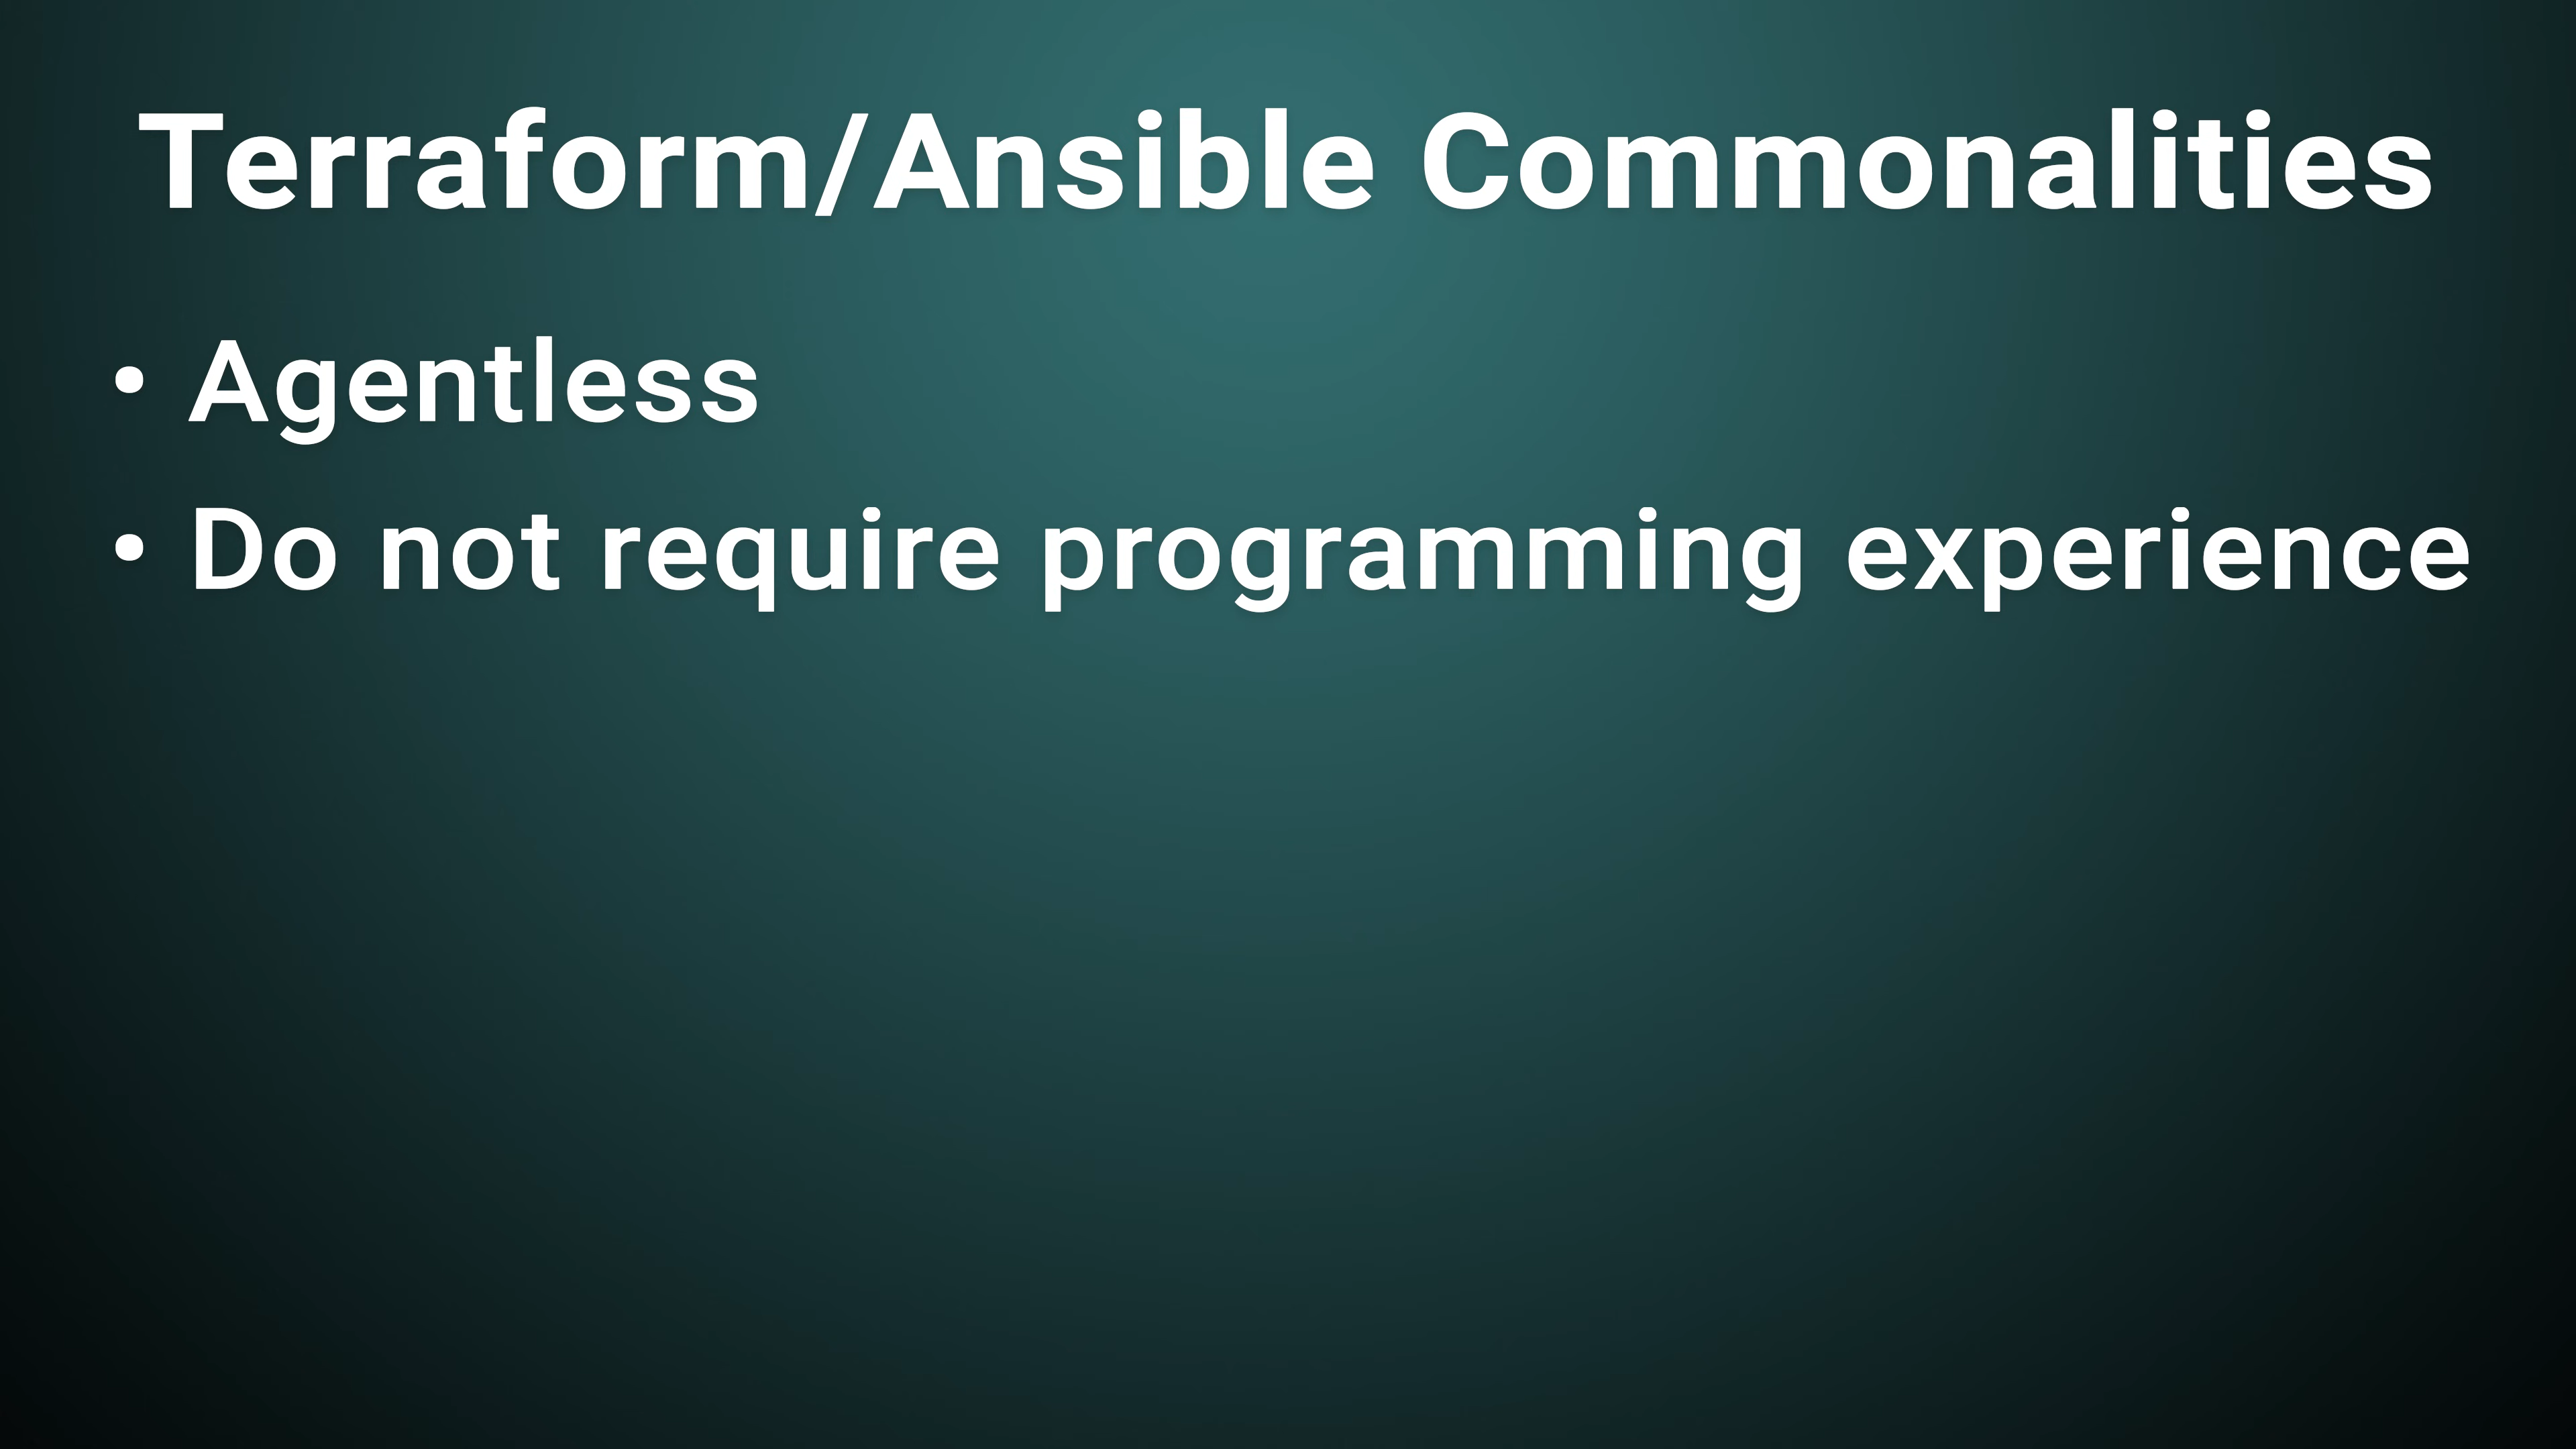 Terraform/Ansible Commonalities
• Agentless
• Do not require programming experience